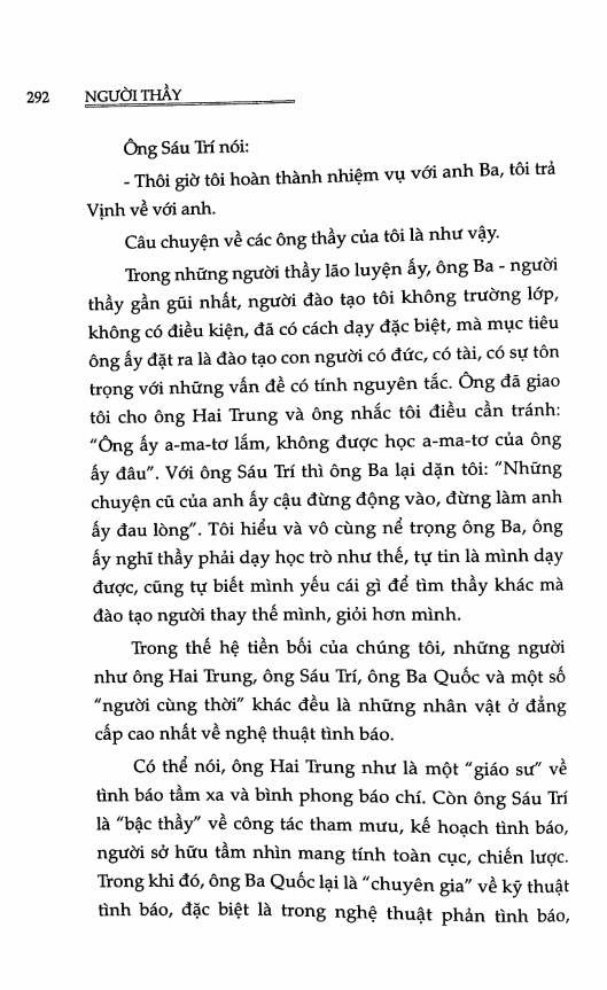 292 NGƯỜI THẦY
Ông Sáu Trí nói:
- Thôi giờ tôi hoàn thành nhiệm vụ với anh Ba, tôi trả
Vịnh về với anh.
Câu chuyện về các ông thầy của tôi là như vậy.
Trong những người thầy lão luyện ấy, ông Ba - người
thầy gần gũi nhất, người đào tạo tôi không trường lớp,
không có điều kiện, đã có cách dạy đặc biệt, mà mục tiêu
ông ấy đặt ra là đào tạo con người có đức, có tài, có sự tôn
trọng với những vấn đề có tính nguyên tắc. Ông đã giao
tôi cho ông Hai Trung và ông nhắc tôi điều cần tránh:
“Ông ấy a-ma-tơ lắm, không được học a-ma-tơ của ông
ấy đâu”. Với ông Sáu Trí thì ông Ba lại dặn tôi: “Những
chuyện cũ của anh ấy cậu đừng động vào, đừng làm anh
ấy đau lòng”. Tôi hiểu và vô cùng nể trọng ông Ba, ông
ấy nghĩ thầy phải dạy học trò như thế, tự tin là mình dạy
được, cũng tự biết mình yếu cái gì để tìm thầy khác mà
đào tạo người thay thế mình, giỏi hơn mình.
Trong thế hệ tiền bối của chúng tôi, những người
như ông Hai Trung, ông Sáu Trí, ông Ba Quốc và một số
“người cùng thời” khác đều là những nhân vật ở đẳng
cấp cao nhất về nghệ thuật tình báo.
Có thể nói, ông Hai Trung như là một “giáo sư” về
tình báo tầm xa và bình phong báo chí. Còn ông Sáu Trí
là “bậc thầy” về công tác tham mưu, kế hoạch tình báo,
người sở hữu tầm nhìn mang tính toàn cục, chiến lược.
Trong khi đó, ông Ba Quốc lại là “chuyên gia” về kỹ thuật
tình báo, đặc biệt là trong nghệ thuật phản tình báo,